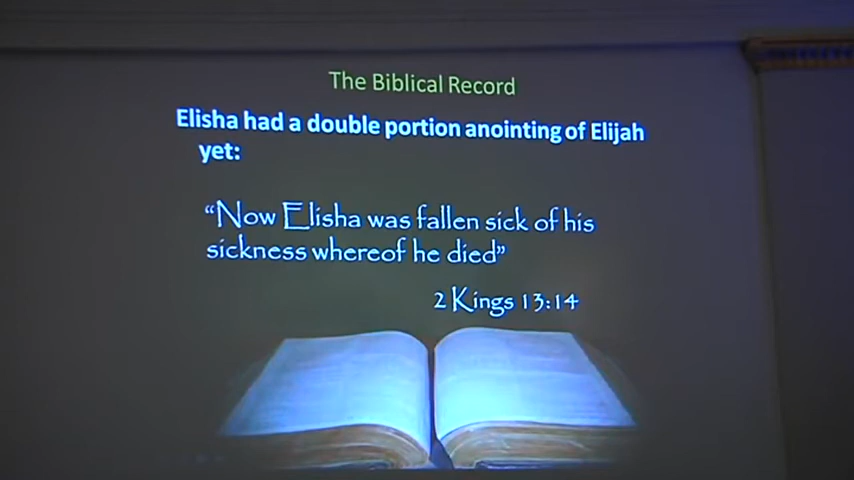 The Biblical Record
Elisha had a double portion anointing of Elijah
yet:
“Now Elisha was fallen sick of his
sickness whereof he died”
2 Kings 13:14